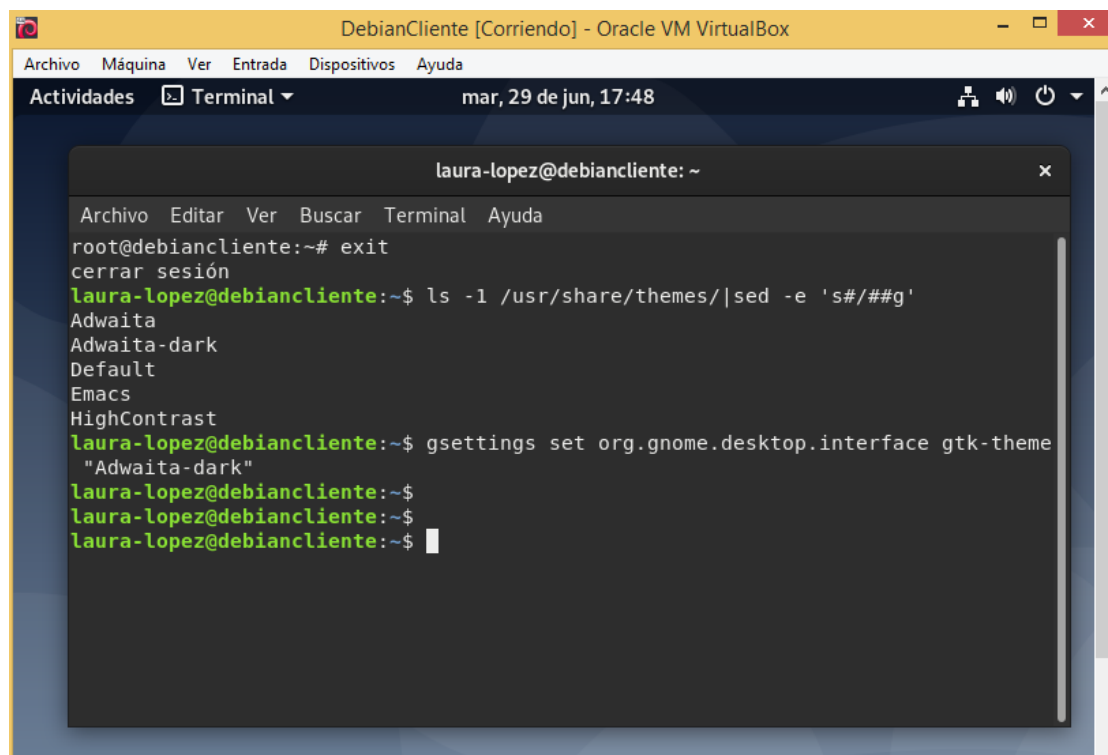 DebianCliente [Corriendo] - Oracle VM VirtualBox
Archivo Máquina Ver Entrada Dispositivos Ayuda
Actividades Terminal mar, 29 de jun, 17:48
laura-lopez@debiancliente: ~
Archivo Editar Ver Buscar Terminal Ayuda
root@debiancliente:~# exit
cerrar sesión
laura-lopez@debiancliente:~$ ls -1 /usr/share/themes/|sed -e 's#/##g'
Adwaita
Adwaita-dark
Default
Emacs
HighContrast
laura-lopez@debiancliente:~$ gsettings set org.gnome.desktop.interface gtk-theme
"Adwaita-dark"
laura-lopez@debiancliente:~$
laura-lopez@debiancliente:~$
laura-lopez@debiancliente:~$